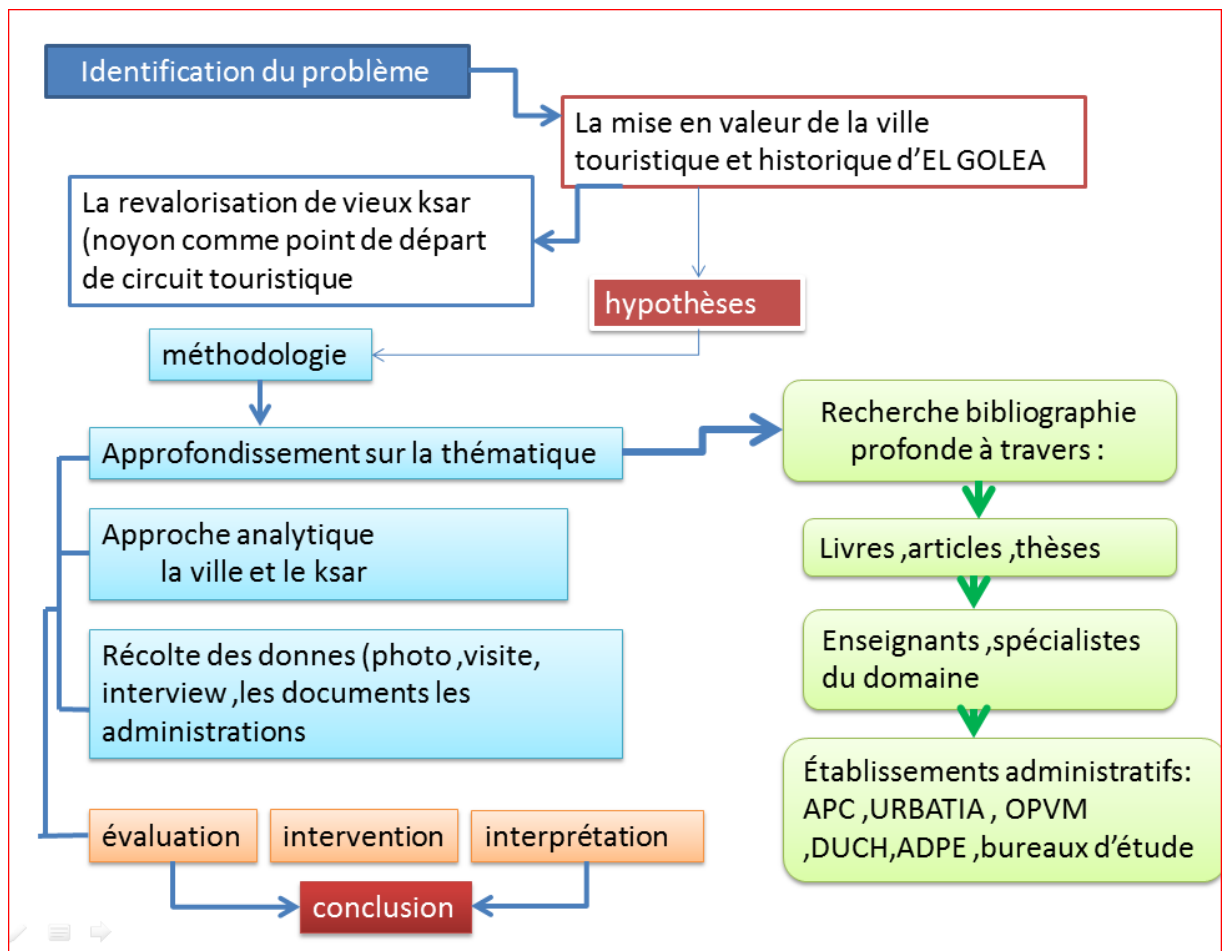 Identification du problème
La mise en valeur de la ville
touristique et historique d’EL GOLEA
La revalorisation de vieux ksar
(noyon comme point de départ
de circuit touristique
hypothèses
méthodologie
Approfondissement sur la thématique
Approche analytique
la ville et le ksar
Récolte des donnes (photo ,visite,
interview ,les documents les
administrations
évaluation
intervention
interprétation
conclusion
Recherche bibliographie
profonde à travers :
Livres ,articles ,thèses
Enseignants ,spécialistes
du domaine
Établissements administratifs:
APC ,URBATIA , OPVM
,DUCH,ADPE ,bureaux d’étude